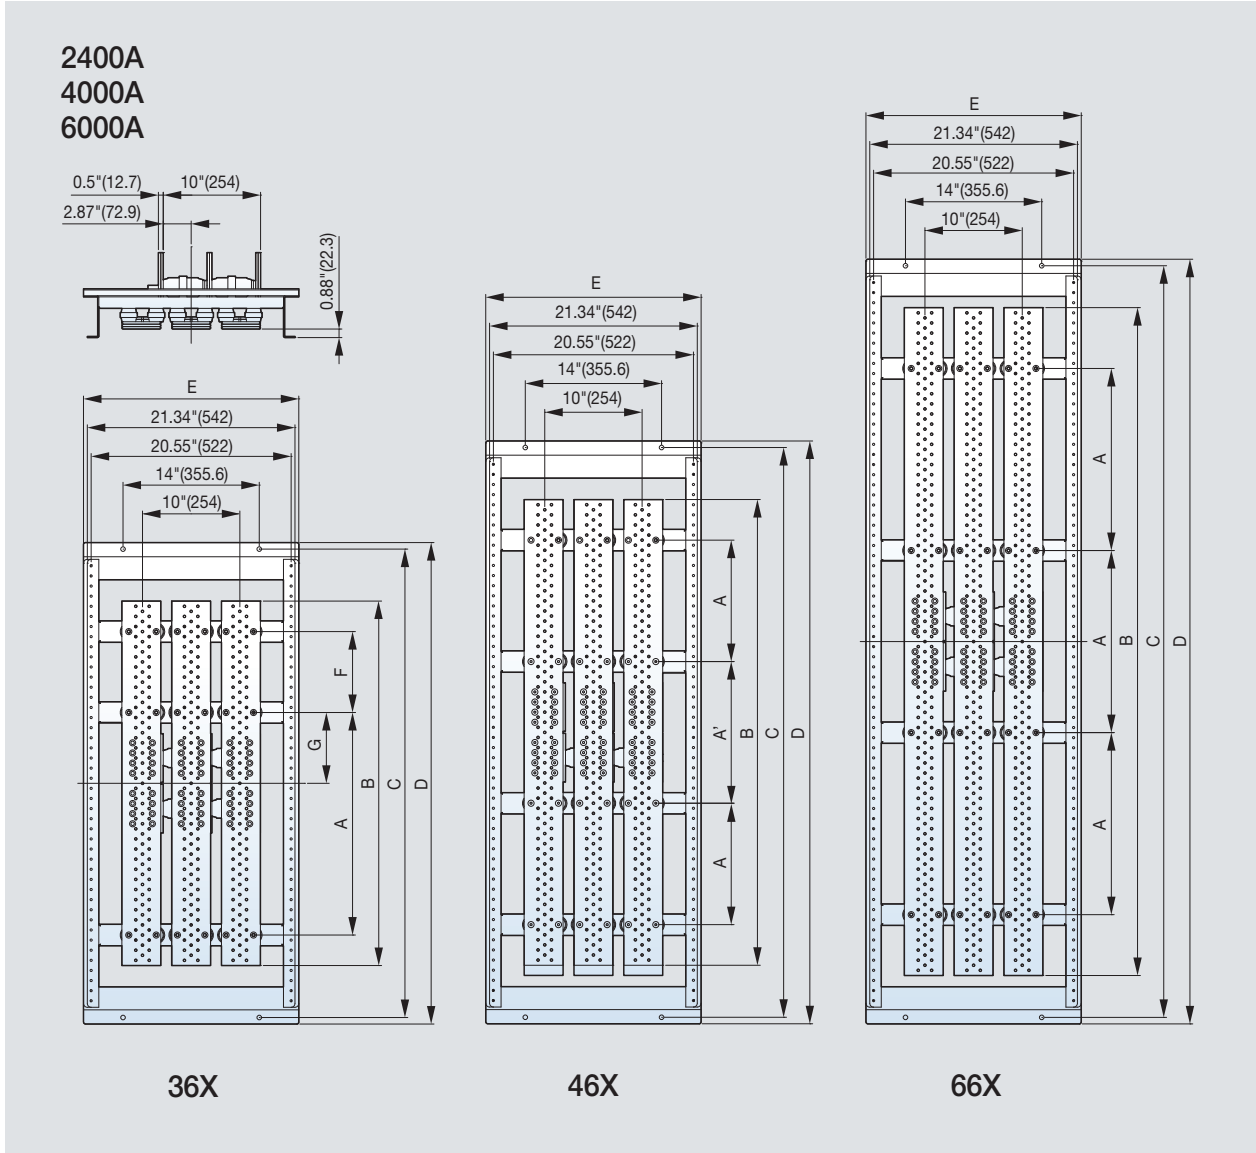 2400A
4000A
6000A
0.5"(12.7)
10"(254)
2.87"(72.9)
0.88"(22.3)
E
21.34"(542)
20.55"(522)
14"(355.6)
10"(254)
F
G
A
B
C
D
36X
E
21.34"(542)
20.55"(522)
14"(355.6)
10"(254)
A
A'
A
B
C
D
46X
E
21.34"(542)
20.55"(522)
14"(355.6)
10"(254)
A
A
A
B
C
D
66X